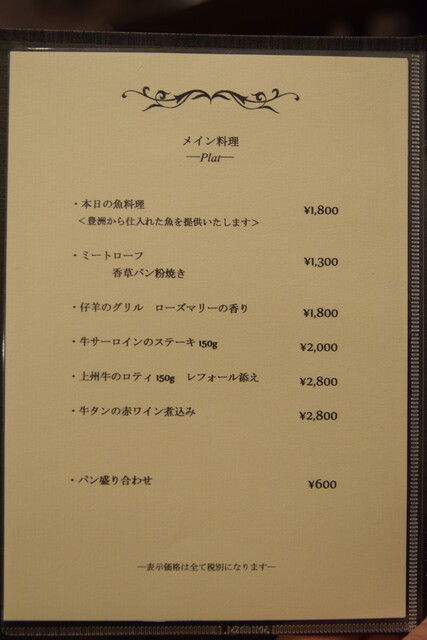 メイン料理
―Plat―
・本日の魚料理 ¥1,800
＜豊洲から仕入れた魚を提供いたします＞
・ミートローフ ¥1,300
香草パン粉焼き
・仔羊のグリル　ローズマリーの香り ¥1,800
・牛サーロインのステーキ 150g ¥2,000
・上州牛のロティ 150g　レフォール添え ¥2,800
・牛タンの赤ワイン煮込み ¥2,800
・パン盛り合わせ ¥600
―表示価格は全て税別になります―